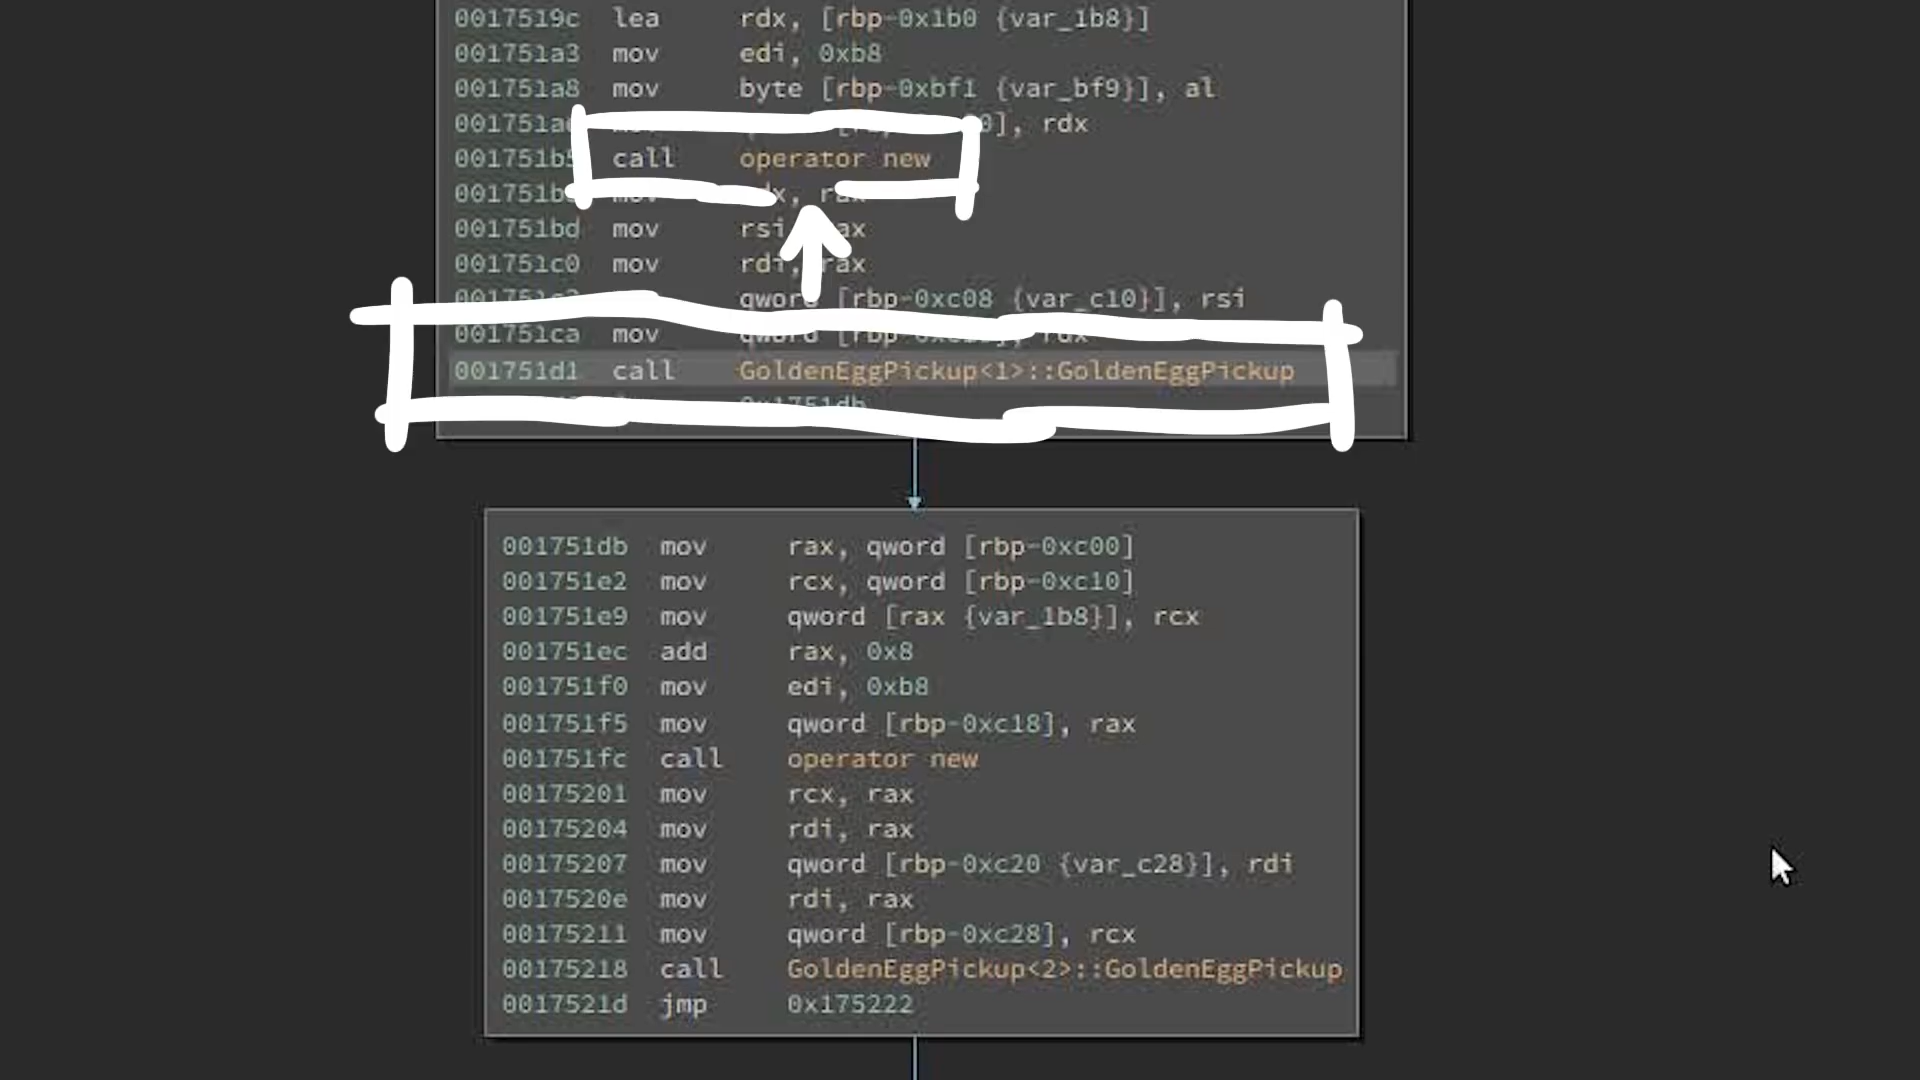 0017519c lea rdx, [rbp-0x1b0 {var_1b8}]
001751a3 mov edi, 0xb8
001751a8 mov byte [rbp-0xbf1 {var_bf9}], al
rdx
call operator new
rax
001751bd mov rsi, rax
001751c0 mov rdi, rax
qword [rbp-0xc08 {var_c10}], rsi
001751ca mov qword
001751d1 call GoldenEggPickup<1>::GoldenEggPickup
0x1751db
001751db mov rax, qword [rbp-0xc00]
001751e2 mov rcx, qword [rbp-0xc10]
001751e9 mov qword [rax {var_1b8}], rcx
001751ec add rax, 0x8
001751f0 mov edi, 0xb8
001751f5 mov qword [rbp-0xc18], rax
001751fc call operator new
00175201 mov rcx, rax
00175204 mov rdi, rax
00175207 mov qword [rbp-0xc20 {var_c28}], rdi
0017520e mov rdi, rax
00175211 mov qword [rbp-0xc28], rcx
00175218 call GoldenEggPickup<2>::GoldenEggPickup
0017521d jmp 0x175222